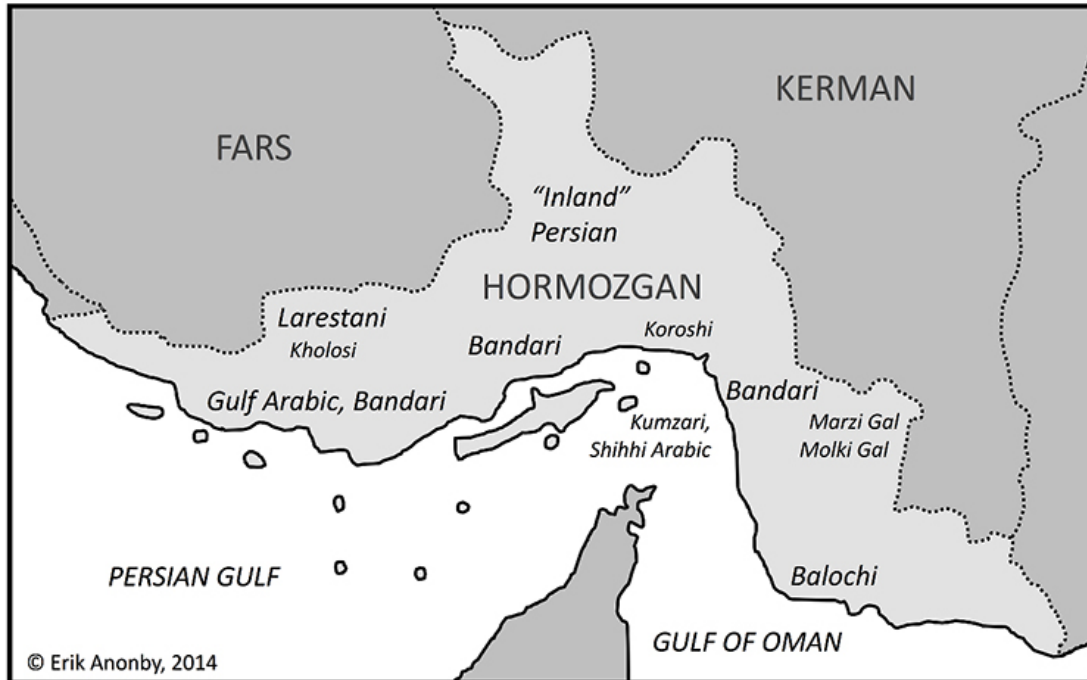 KERMAN
FARS
“Inland”
Persian
HORMOZGAN
Larestani
Kholosi
Koroshi
Bandari
Gulf Arabic, Bandari
Bandari
Kumzari,
Shihhi Arabic
Marzi Gal
Molki Gal
PERSIAN GULF
Balochi
GULF OF OMAN
© Erik Anonby, 2014